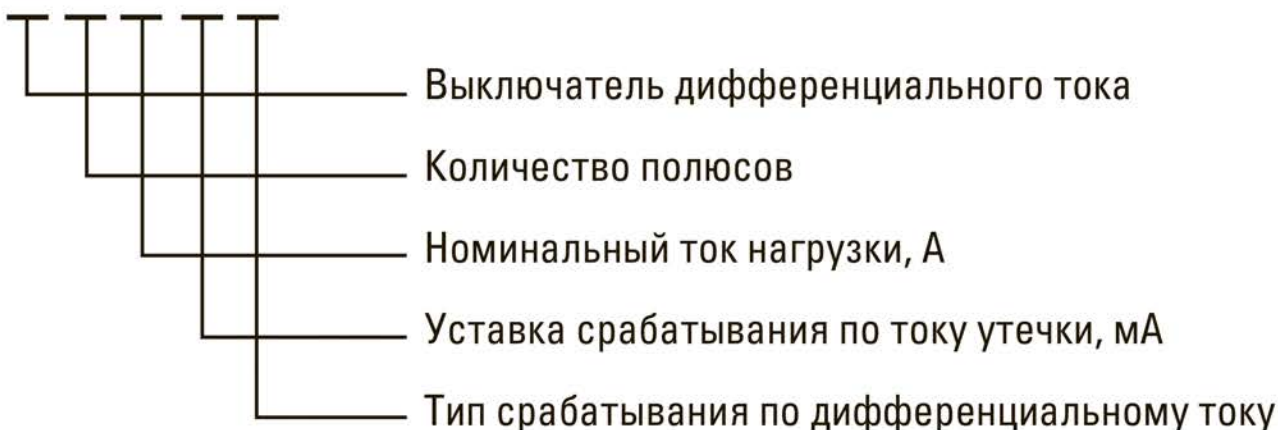 Выключатель дифференциального тока
Количество полюсов
Номинальный ток нагрузки, А
Уставка срабатывания по току утечки, мА
Тип срабатывания по дифференциальному току